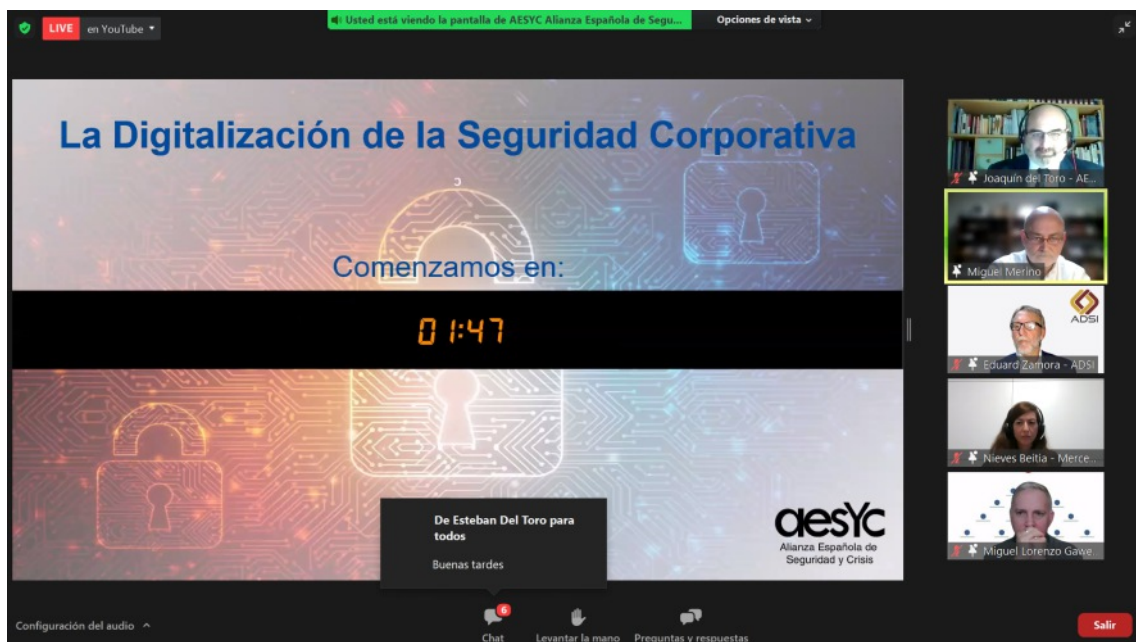 LIVE en YouTube
Usted está viendo la pantalla de AESYC Alianza Española de Segu...
Opciones de vista
La Digitalización de la Seguridad Corporativa
Comenzamos en:
01:47
aesYc
Alianza Española de
Seguridad y Crisis
De Esteban Del Toro para
todos
Buenas tardes
Joaquín del Toro - AE...
Miguel Merino
ADSI
Eduard Zamora - ADSI
Nieves Beitia - Merce...
Miguel Lorenzo Gawe...
Configuración del audio
6
Chat
Levantar la mano
Preguntas y respuestas
Salir